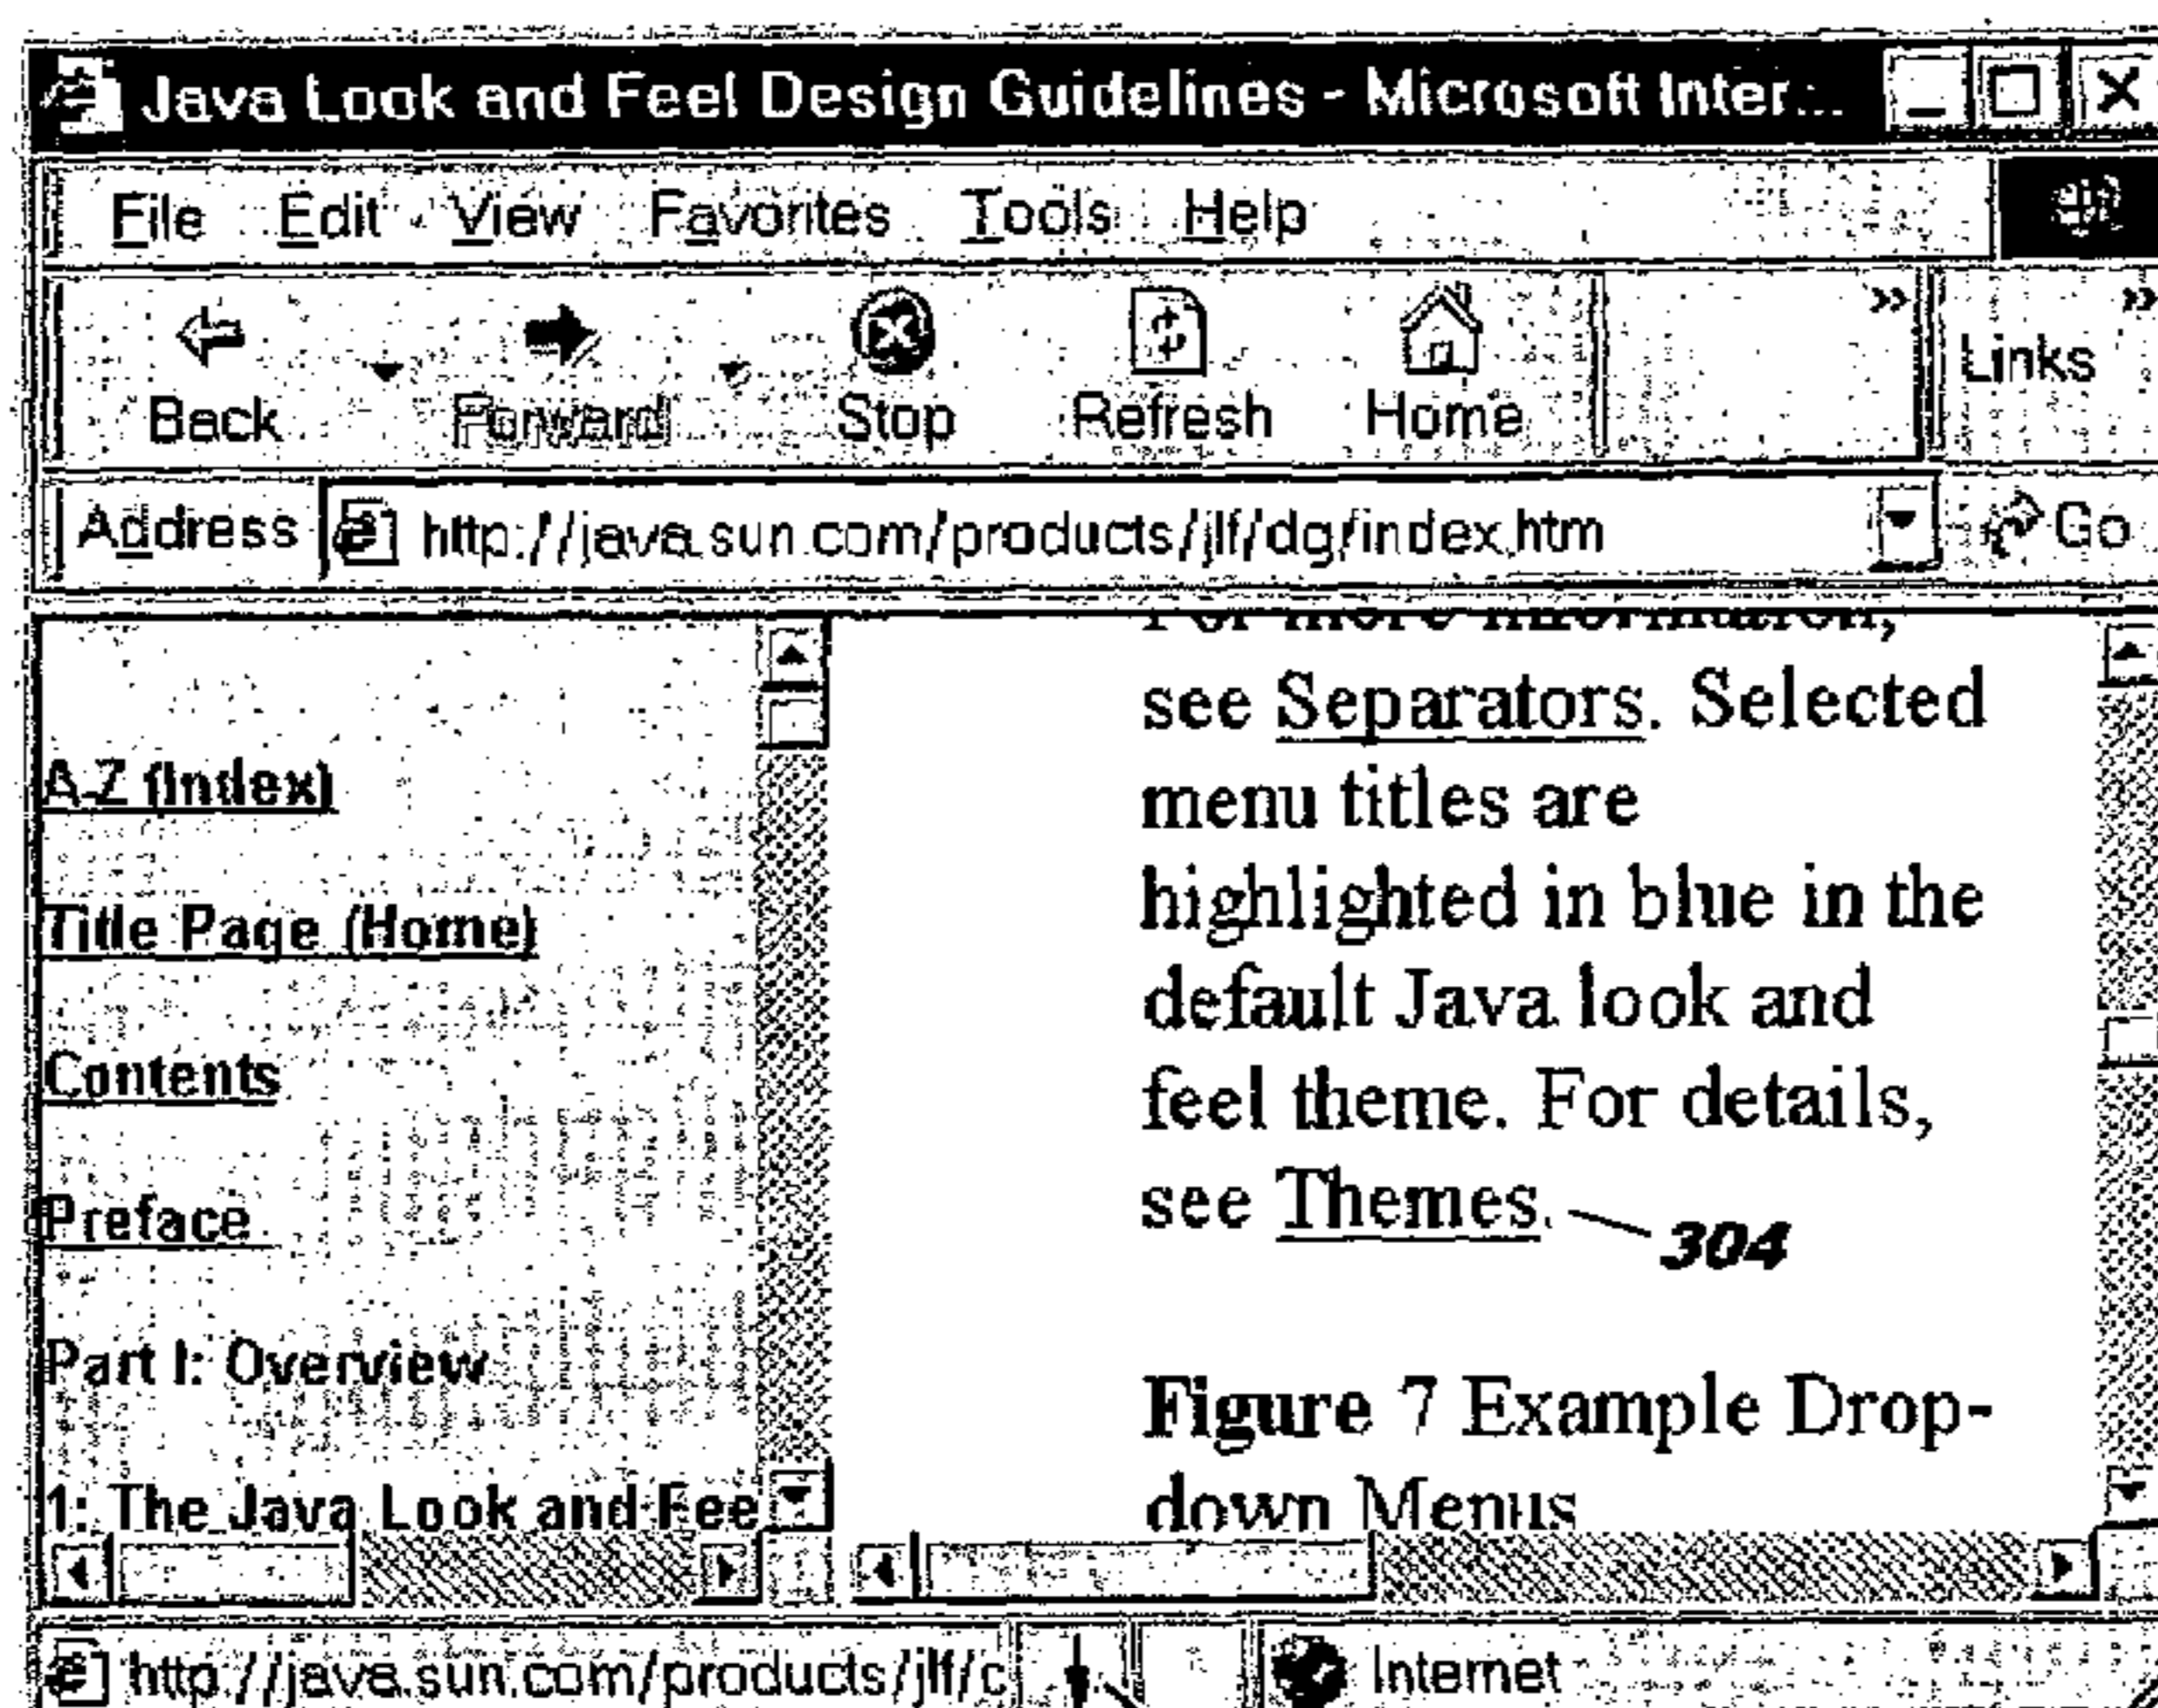 Java Look and Feel Design Guidelines - Microsoft Inter...
File Edit View Favorites Tools Help
Back Forward Stop Refresh Home » Links »
Address http://java.sun.com/products/jlf/dg/index.htm Go
A-Z (Index)
Title Page (Home)
Contents
Preface
Part I: Overview
1: The Java Look and Fee
For more information,
see Separators. Selected
menu titles are
highlighted in blue in the
default Java look and
feel theme. For details,
see Themes.
304
Figure 7 Example Drop-
down Menus
http://java.sun.com/products/jlf/c Internet